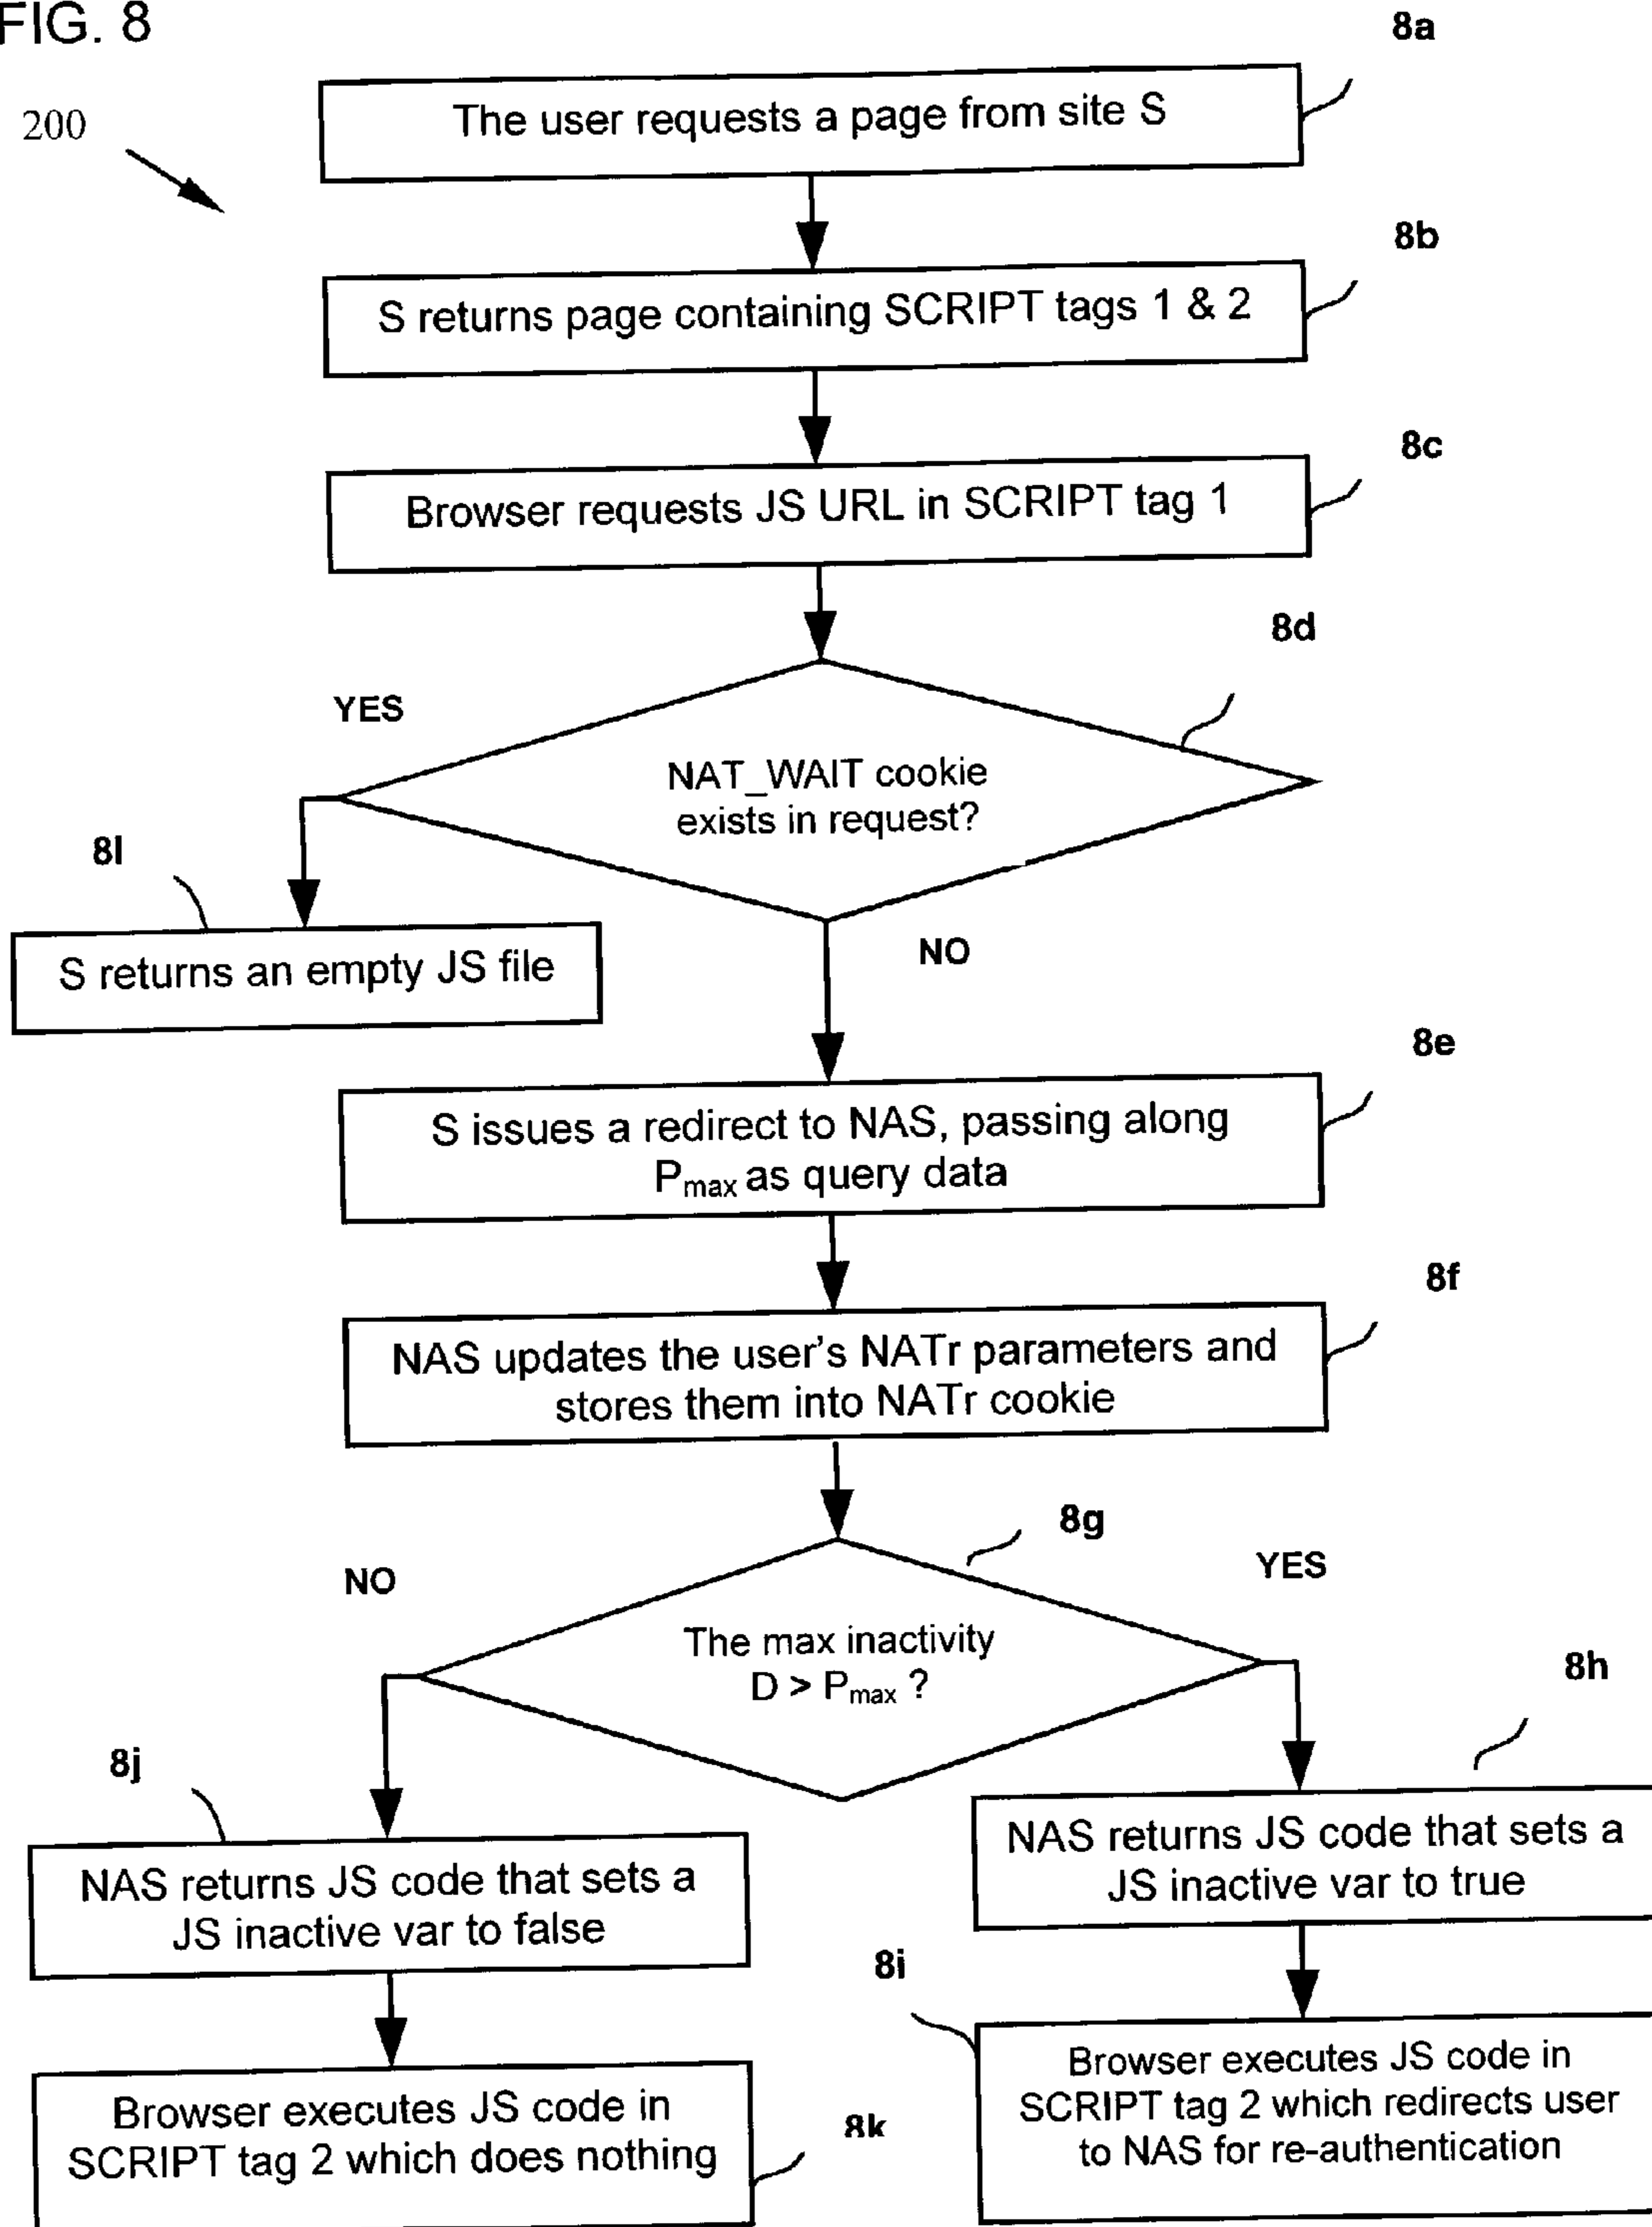 FIG. 8
8a
200
The user requests a page from site S
8b
S returns page containing SCRIPT tags 1 & 2
8c
Browser requests JS URL in SCRIPT tag 1
8d
YES
NAT_WAIT cookie
exists in request?
8l
NO
S returns an empty JS file
8e
S issues a redirect to NAS, passing along
Pmax as query data
8f
NAS updates the user's NATr parameters and
stores them into NATr cookie
8g
NO
YES
The max inactivity
D > Pmax ?
8h
8j
NAS returns JS code that sets a
JS inactive var to true
NAS returns JS code that sets a
JS inactive var to false
8i
Browser executes JS code in
SCRIPT tag 2 which redirects user
to NAS for re-authentication
Browser executes JS code in
SCRIPT tag 2 which does nothing
8k